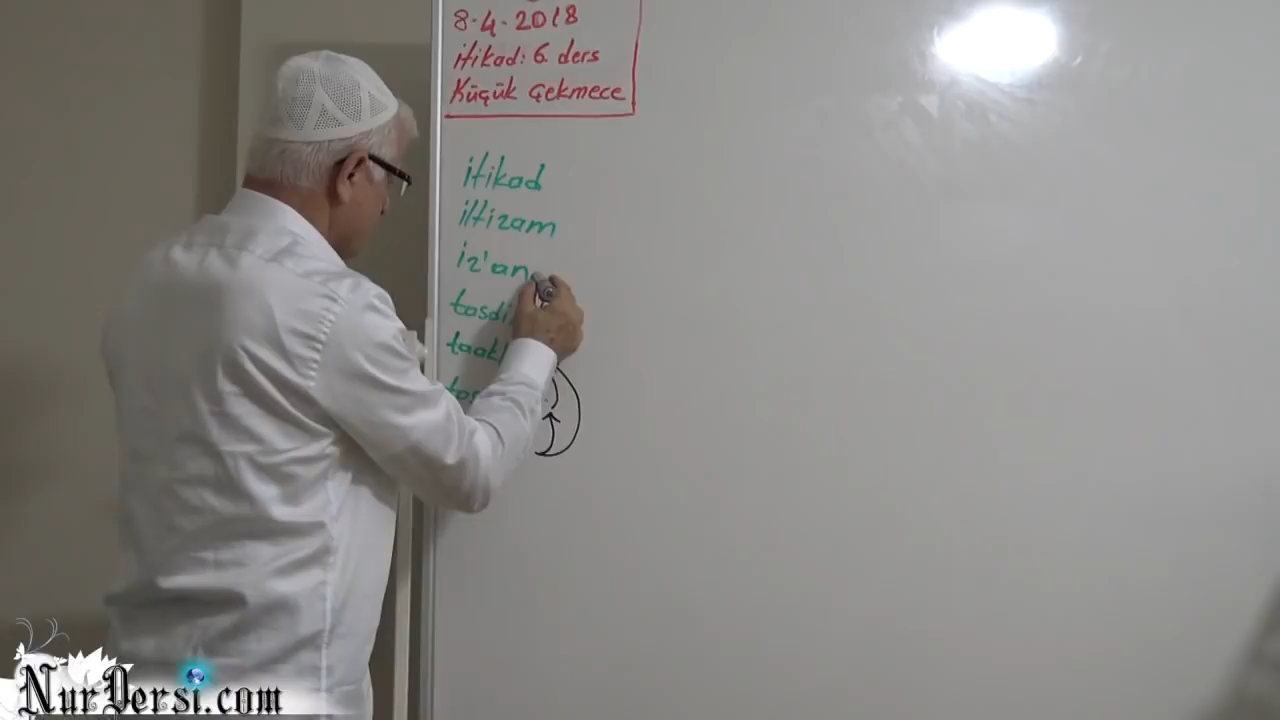 8-4-2018
itikad: 6. ders
Küçük Çekmece
itikad
iltizam
iz'an
NurDersi.com